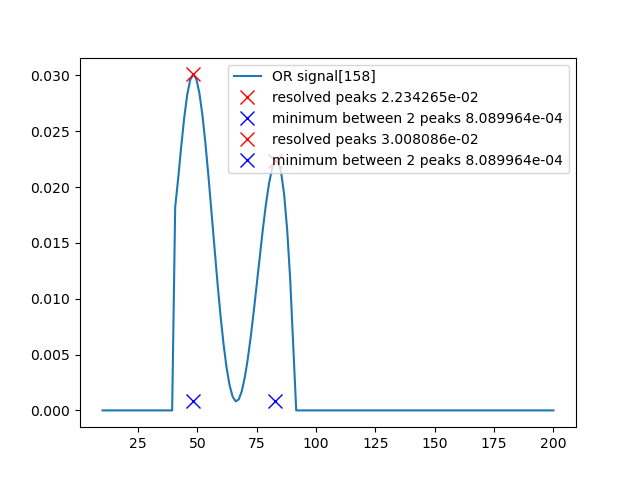 0.030
0.025
0.020
0.015
0.010
0.005
0.000
25 50 75 100 125 150 175 200
OR signal[158]
resolved peaks 2.234265e-02
minimum between 2 peaks 8.089964e-04
resolved peaks 3.008086e-02
minimum between 2 peaks 8.089964e-04